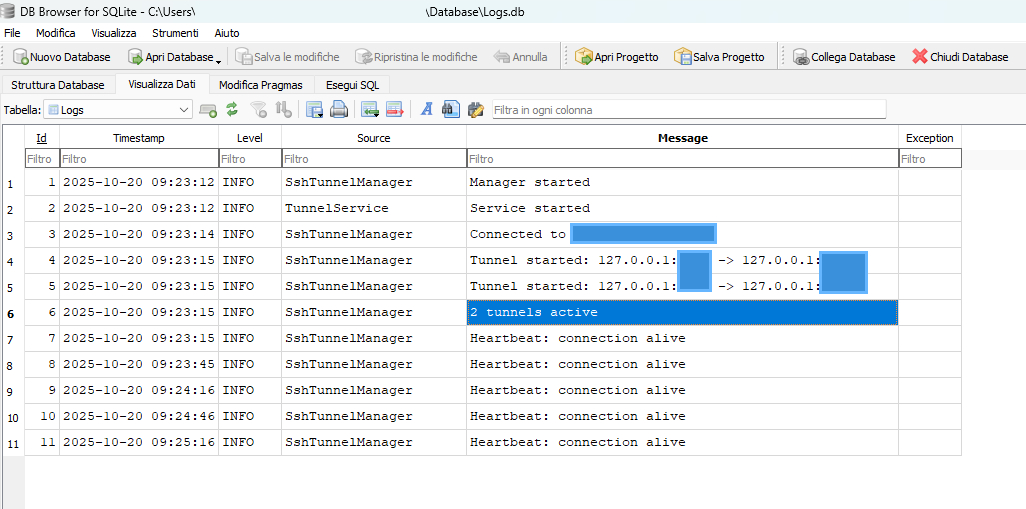 DB Browser for SQLite - C:\Users\ \Database\Logs.db
File Modifica Visualizza Strumenti Aiuto
Nuovo Database Apri Database Salva le modifiche Ripristina le modifiche Annulla Apri Progetto Salva Progetto Collega Database Chiudi Database
Struttura Database Visualizza Dati Modifica Pragmas Esegui SQL
Tabella: Logs Filtra in ogni colonna
Id Timestamp Level Source Message Exception
Filtro Filtro Filtro Filtro Filtro Filtro
1 1 2025-10-20 09:23:12 INFO SshTunnelManager Manager started
2 2 2025-10-20 09:23:12 INFO TunnelService Service started
3 3 2025-10-20 09:23:14 INFO SshTunnelManager Connected to
4 4 2025-10-20 09:23:15 INFO SshTunnelManager Tunnel started: 127.0.0.1: -> 127.0.0.1:
5 5 2025-10-20 09:23:15 INFO SshTunnelManager Tunnel started: 127.0.0.1: -> 127.0.0.1:
6 6 2025-10-20 09:23:15 INFO SshTunnelManager 2 tunnels active
7 7 2025-10-20 09:23:15 INFO SshTunnelManager Heartbeat: connection alive
8 8 2025-10-20 09:23:45 INFO SshTunnelManager Heartbeat: connection alive
9 9 2025-10-20 09:24:16 INFO SshTunnelManager Heartbeat: connection alive
10 10 2025-10-20 09:24:46 INFO SshTunnelManager Heartbeat: connection alive
11 11 2025-10-20 09:25:16 INFO SshTunnelManager Heartbeat: connection alive